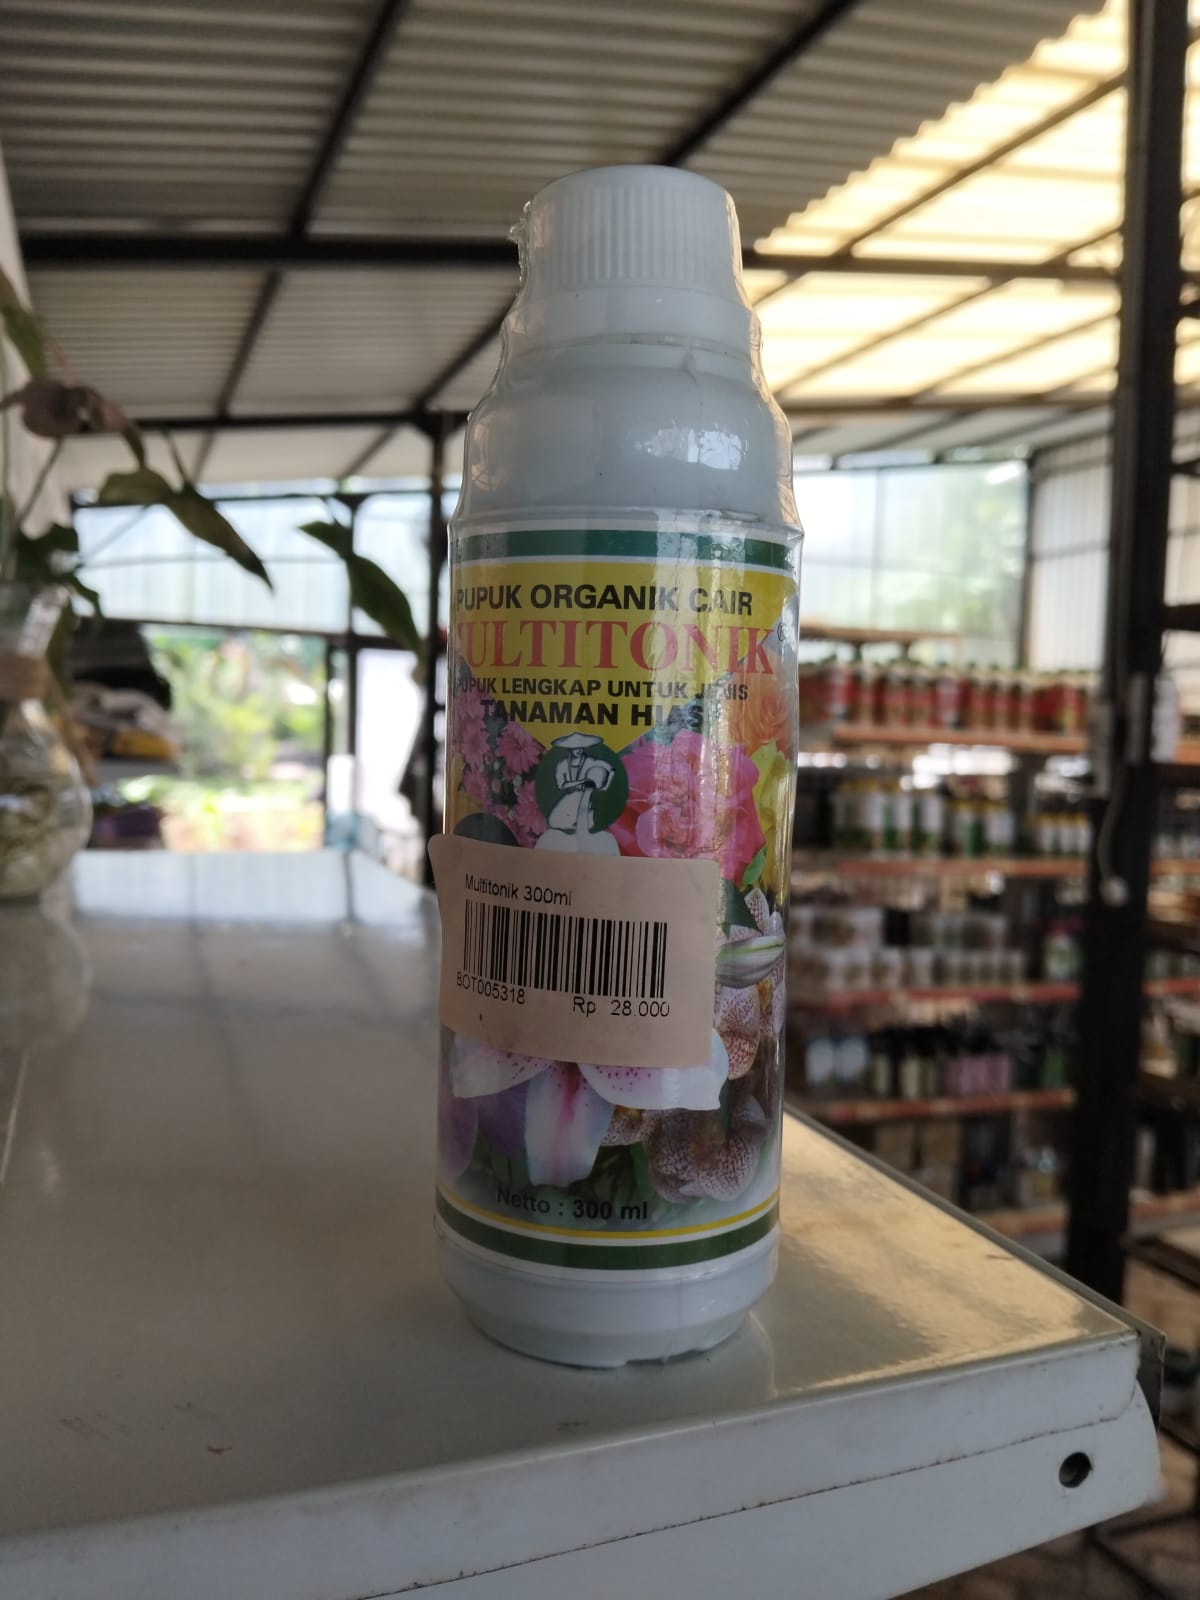 PUPUK ORGANIK CAIR
MULTITONIK®
PUPUK LENGKAP UNTUK JENIS
TANAMAN HIAS
Multitonik 300ml
BOT005318 Rp 28.000
Netto : 300 ml